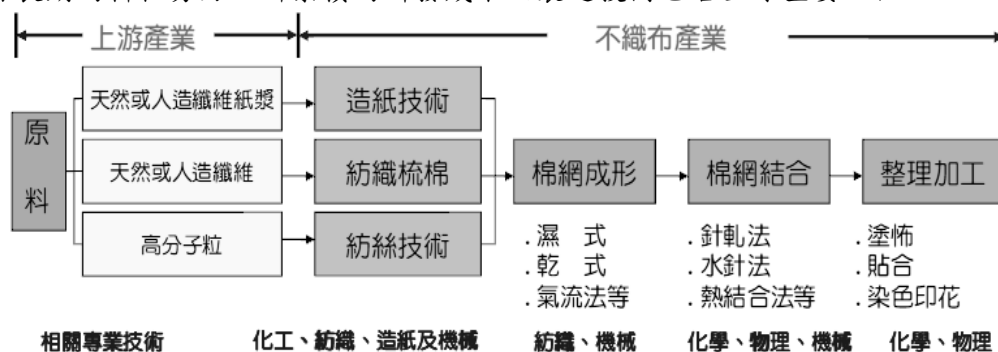 上游產業 不織布產業
原料
天然或人造纖維紙漿 造紙技術
天然或人造纖維 紡織梳棉 棉網成形 棉網結合 整理加工
高分子粒 紡絲技術
.濕 式 .針軋法 .塗怖
.乾 式 .水針法 .貼合
.氣流法等 .熱結合法等 .染色印花
相關專業技術 化工、紡織、造紙及機械 紡織、機械 化學、物理、機械 化學、物理